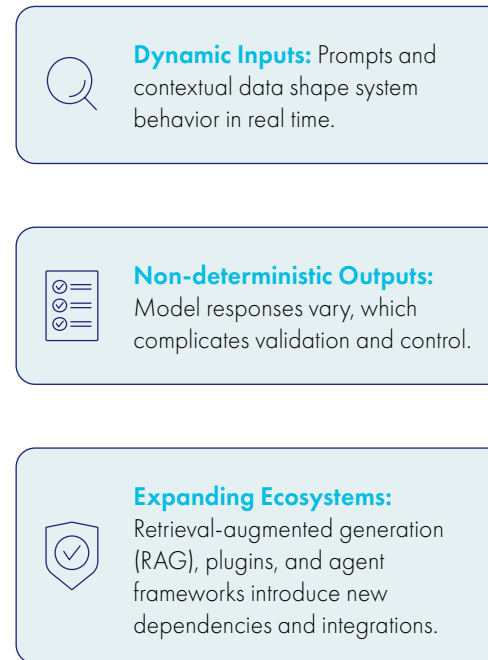 Dynamic Inputs: Prompts and
contextual data shape system
behavior in real time.
Non-deterministic Outputs:
Model responses vary, which
complicates validation and control.
Expanding Ecosystems:
Retrieval-augmented generation
(RAG), plugins, and agent
frameworks introduce new
dependencies and integrations.